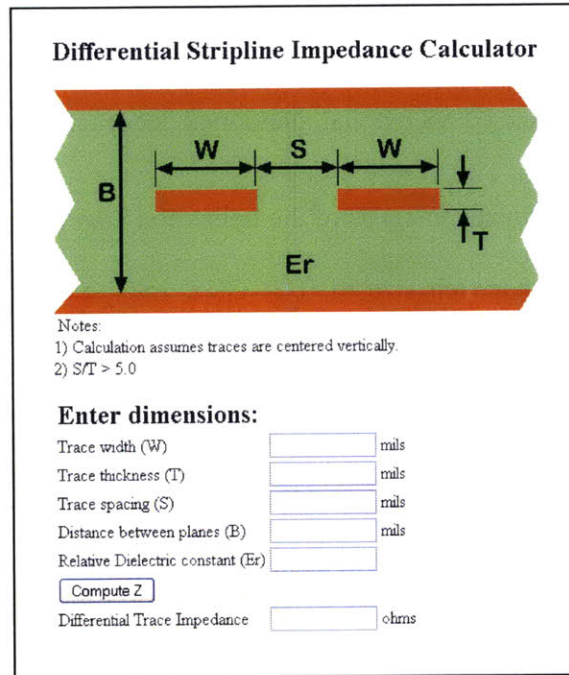 Differential Stripline Impedance Calculator
W S W
B
T
Er
Notes:
1) Calculation assumes traces are centered vertically.
2) S/T > 5.0
Enter dimensions:
Trace width (W) mils
Trace thickness (T) mils
Trace spacing (S) mils
Distance between planes (B) mils
Relative Dielectric constant (Er)
Compute Z
Differential Trace Impedance ohms